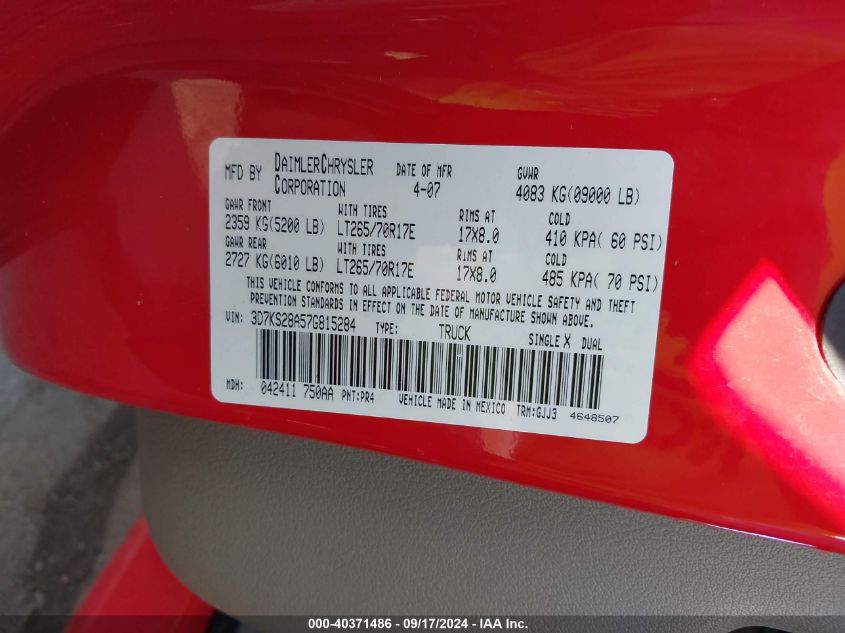 MFD BY DAIMLERCHRYSLER CORPORATION DATE OF MFR 4-07 GVWR 4083 KG(09000 LB)
GAWR FRONT WITH TIRES RIMS AT COLD
2359 KG(5200 LB) LT265/70R17E 17X8.0 410 KPA( 60 PSI)
GAWR REAR WITH TIRES RIMS AT COLD
2727 KG(6010 LB) LT265/70R17E 17X8.0 485 KPA( 70 PSI)
THIS VEHICLE CONFORMS TO ALL APPLICABLE FEDERAL MOTOR VEHICLE SAFETY AND THEFT
PREVENTION STANDARDS IN EFFECT ON THE DATE OF MANUFACTURE SHOWN ABOVE.
VIN: 3D7KS28A57G815284 TYPE: TRUCK SINGLE X DUAL
MDH: 042411 750AA PNT:PR4 VEHICLE MADE IN MEXICO TRM:GJJ3 4648507
000-40371486 - 09/17/2024 - IAA Inc.